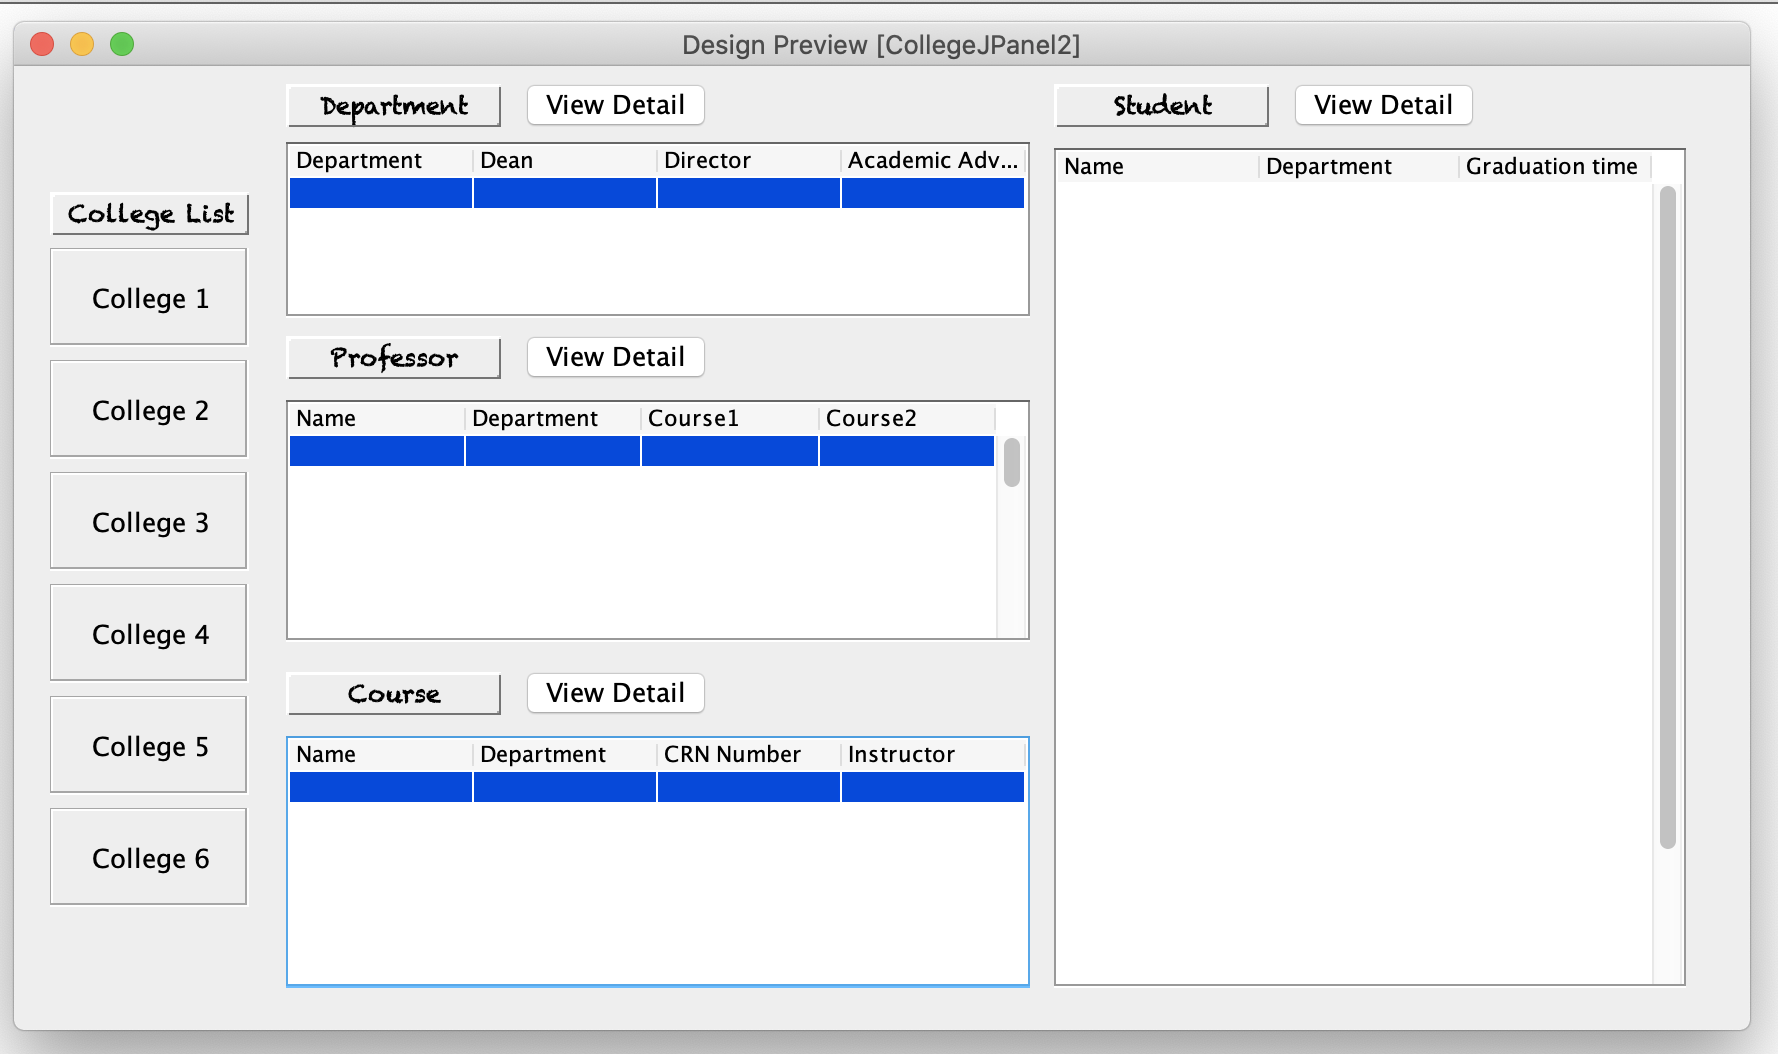 Design Preview [CollegeJPanel2]
College List
College 1
College 2
College 3
College 4
College 5
College 6
Department View Detail
Department Dean Director Academic Adv...
Professor View Detail
Name Department Course1 Course2
Course View Detail
Name Department CRN Number Instructor
Student View Detail
Name Department Graduation time